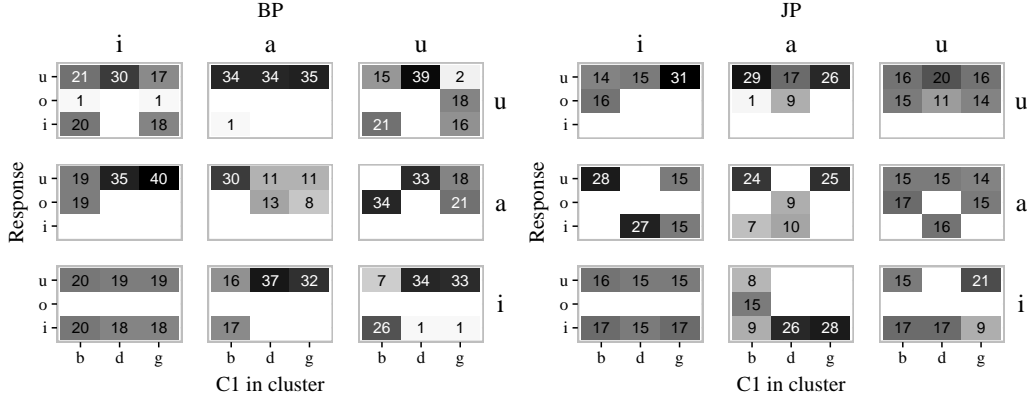 BP JP
i a u i a u
u 21 30 17 34 34 35 15 39 2 u 14 15 31 29 17 26 16 20 16
o 1 1 18 u o 16 1 9 15 11 14 u
i 20 18 1 21 16 i
u 19 35 40 30 11 11 33 18 u 28 15 24 25 15 15 14
Response o 19 13 8 34 21 a Response o 9 17 15 a
i i 27 15 7 10 16
u 20 19 19 16 37 32 7 34 33 u 16 15 15 8 15 21
o i o 15 i
i 20 18 18 17 26 1 1 i 17 15 17 9 26 28 17 17 9
b d g b d g b d g b d g b d g b d g
C1 in cluster C1 in cluster